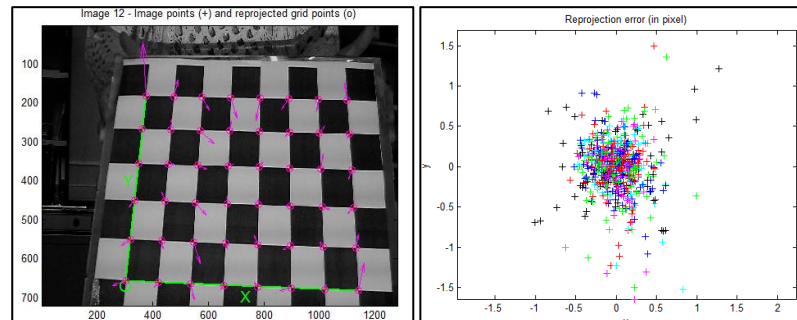 Image 12 - Image points (+) and reprojected grid points (o)
100
200
300
400
500
600
700
200 400 600 800 1000 1200
Y
O
X
Reprojection error (in pixel)
1.5
1
0.5
0
-0.5
-1
-1.5
-1.5 -1 -0.5 0 0.5 1 1.5 2
y